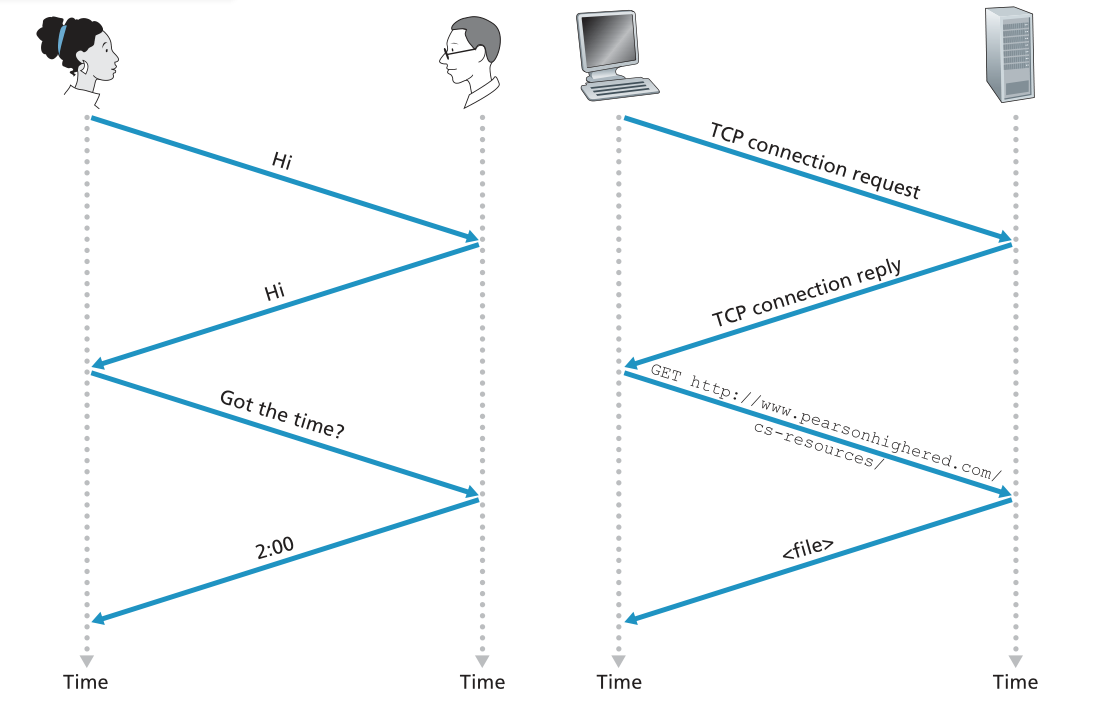 Hi
Hi
Got the time?
2:00
Time
Time
TCP connection request
TCP connection reply
GET http://www.pearsonhighered.com/
cs-resources/
<file>
Time
Time